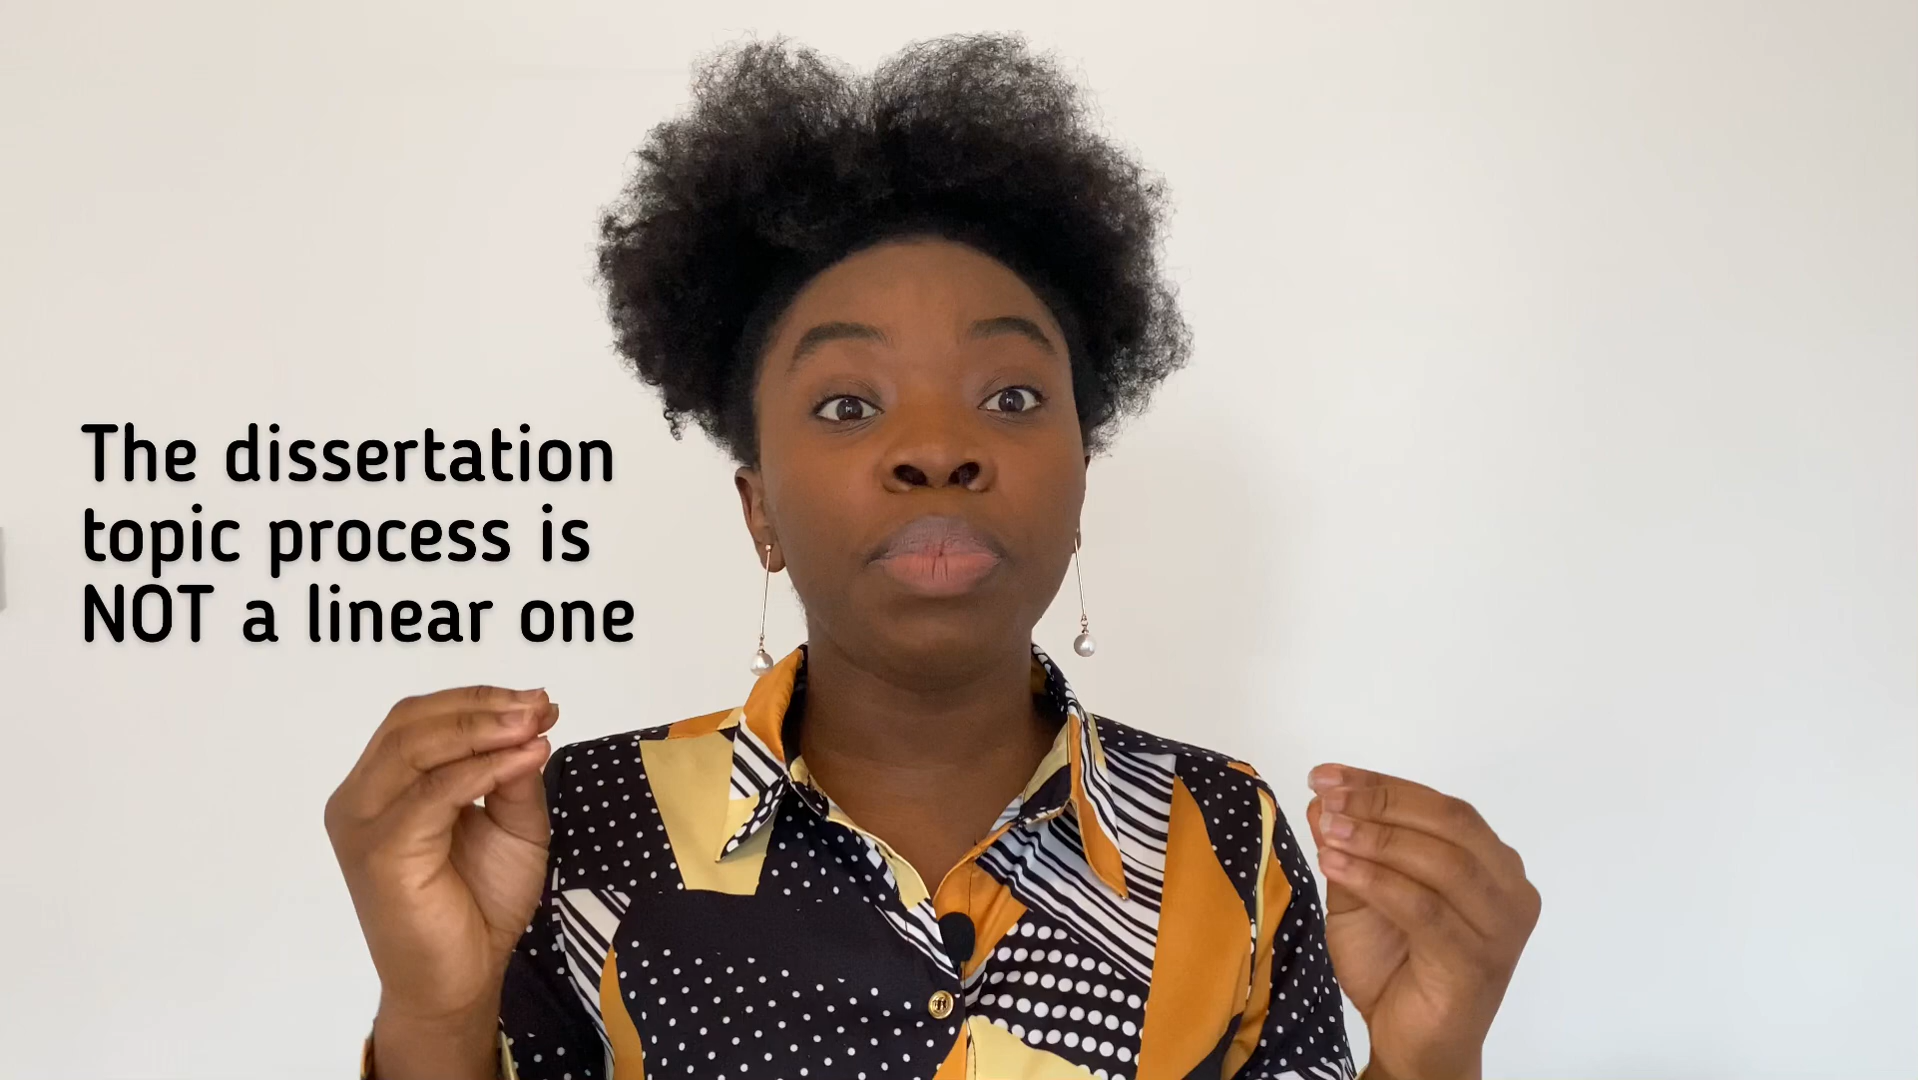 The dissertation
topic process is
NOT a linear one